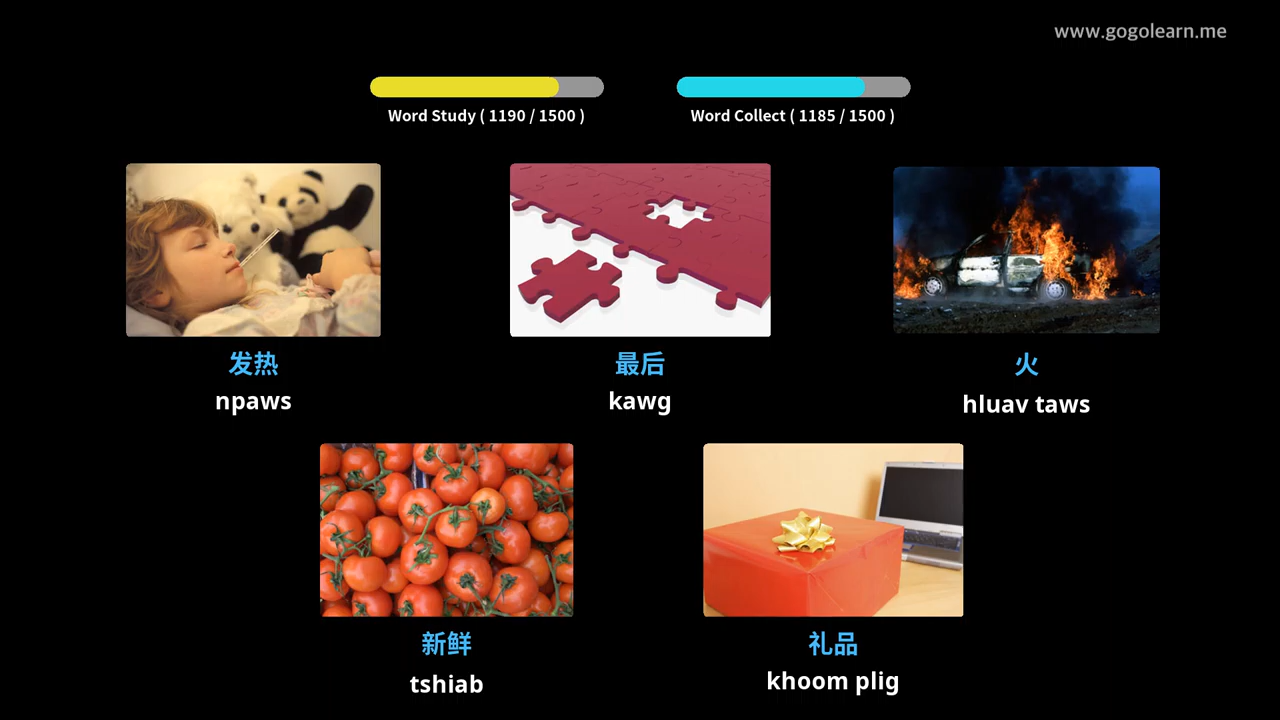 www.gogolearn.me
Word Study ( 1190 / 1500 )
Word Collect ( 1185 / 1500 )
发热
npaws
最后
kawg
火
hluav taws
新鲜
tshiab
礼品
khoom plig